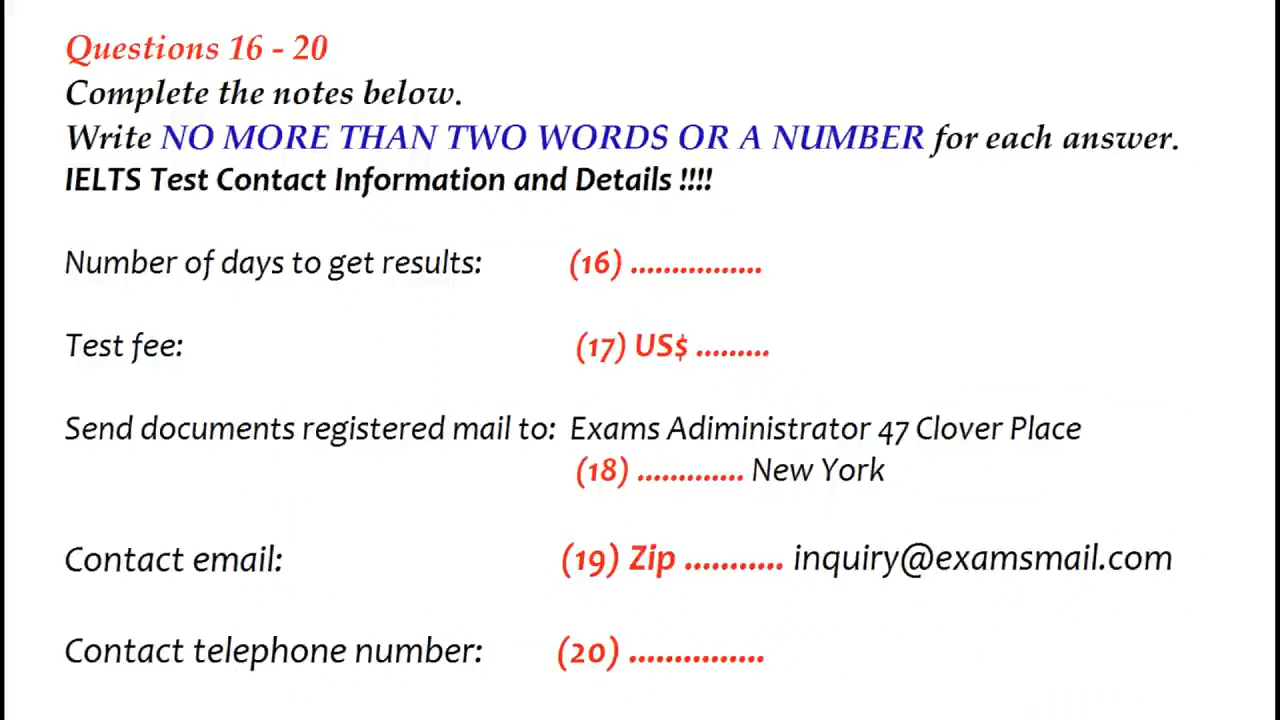 Questions 16 - 20
Complete the notes below.
Write NO MORE THAN TWO WORDS OR A NUMBER for each answer.
IELTS Test Contact Information and Details !!!!
Number of days to get results: (16) ................
Test fee: (17) US$ .........
Send documents registered mail to: Exams Adiministrator 47 Clover Place
(18) ............. New York
Contact email: (19) Zip ............ inquiry@examsmail.com
Contact telephone number: (20) ................